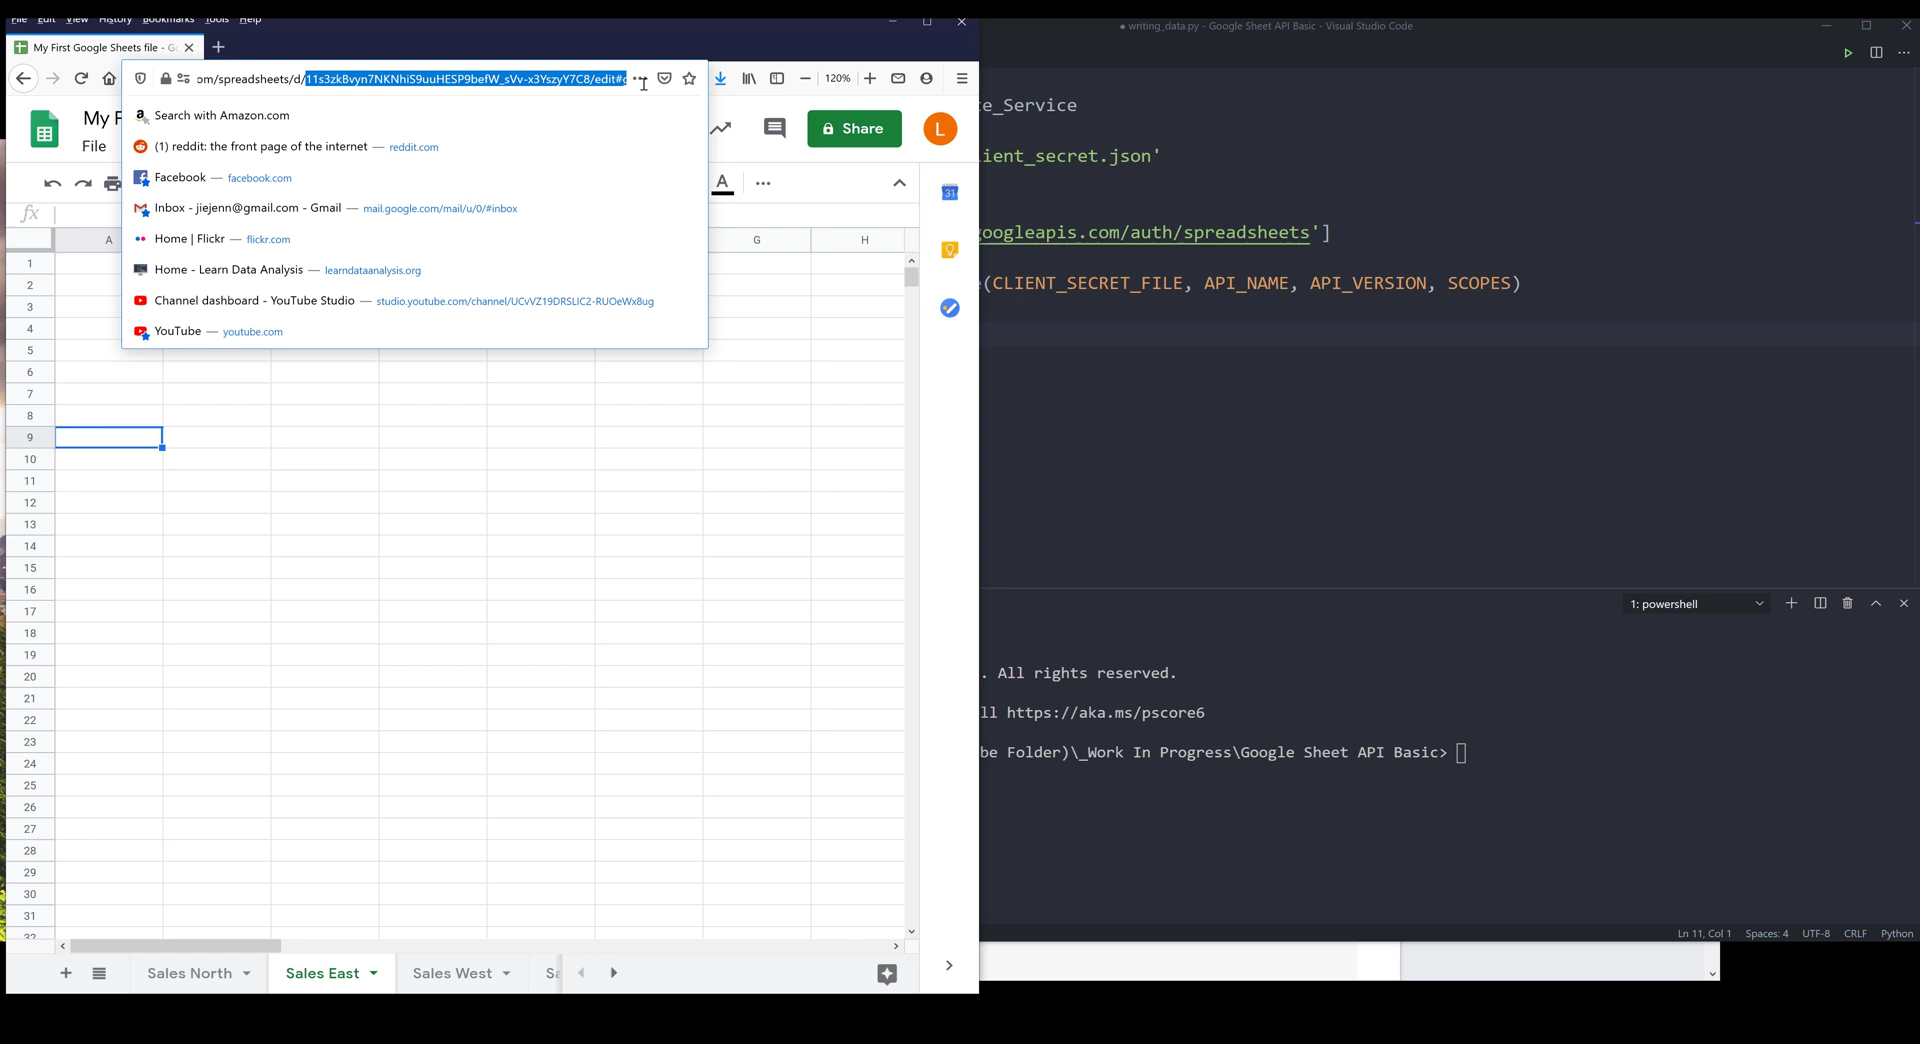 File Edit View History Bookmarks Tools Help
My First Google Sheets file - G
om/spreadsheets/d/11s3zkBvyn7NKNhiS9uuHESP9befW_sVv-x3YszyY7C8/edit#
120%
Search with Amazon.com
(1) reddit: the front page of the internet — reddit.com
Facebook — facebook.com
Inbox - jiejenn@gmail.com - Gmail — mail.google.com/mail/u/0/#inbox
Home | Flickr — flickr.com
Home - Learn Data Analysis — learndataanalysis.org
Channel dashboard - YouTube Studio — studio.youtube.com/channel/UCvVZ19DRSLIC2-RUOeWx8ug
YouTube — youtube.com
My F
File
Share
L
A
31
fx
A G H
1
2
3
4
5
6
7
8
9
10
11
12
13
14
15
16
17
18
19
20
21
22
23
24
25
26
27
28
29
30
31
32
Sales North Sales East Sales West Sa
● writing_data.py - Google Sheet API Basic - Visual Studio Code
e_Service
ient_secret.json'
googleapis.com/auth/spreadsheets']
(CLIENT_SECRET_FILE, API_NAME, API_VERSION, SCOPES)
1: powershell
. All rights reserved.
ll https://aka.ms/pscore6
be Folder)\_Work In Progress\Google Sheet API Basic>
Ln 11, Col 1 Spaces: 4 UTF-8 CRLF Python